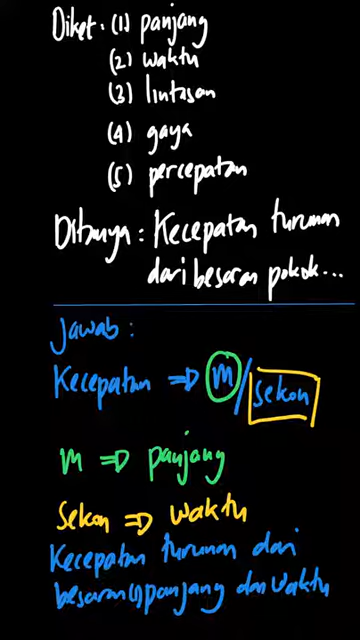 Diket : (1) panjang
(2) waktu
(3) lintasan
(4) gaya
(5) percepatan
Ditanya : Kecepatan turunan
dari besaran pokok...
Jawab :
Kecepatan ⇒ m/sekon
m ⇒ panjang
Sekon ⇒ waktu
Kecepatan turunan dari
besaran (1) panjang dan waktu